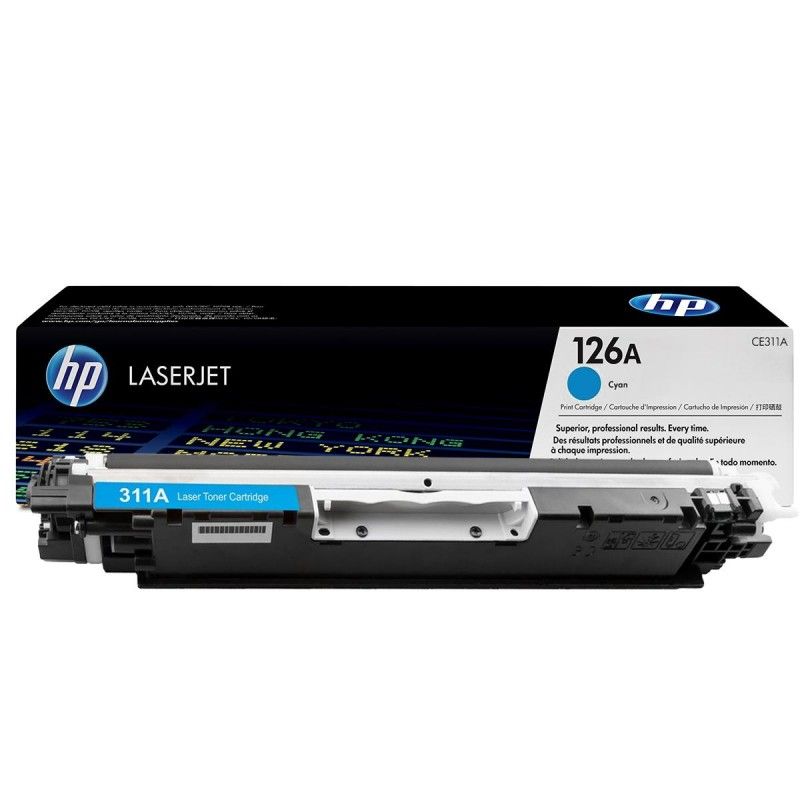 hp
126A
CE311A
Cyan
Print Cartridge / Cartouche d'Impression / Cartucho de Impresión / 打印硒鼓
Superior, professional results. Every time.
Des résultats professionnels et de qualité supérieure
à chaque impression.
todo momento.
hp
LASERJET
HONG KONG
NEW YORK
311A Laser Toner Cartridge